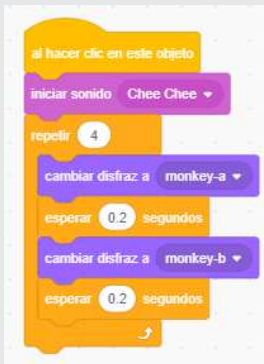 al hacer clic en este objeto
iniciar sonido Chee Chee
repetir 4
cambiar disfraz a monkey-a
esperar 0.2 segundos
cambiar disfraz a monkey-b
esperar 0.2 segundos